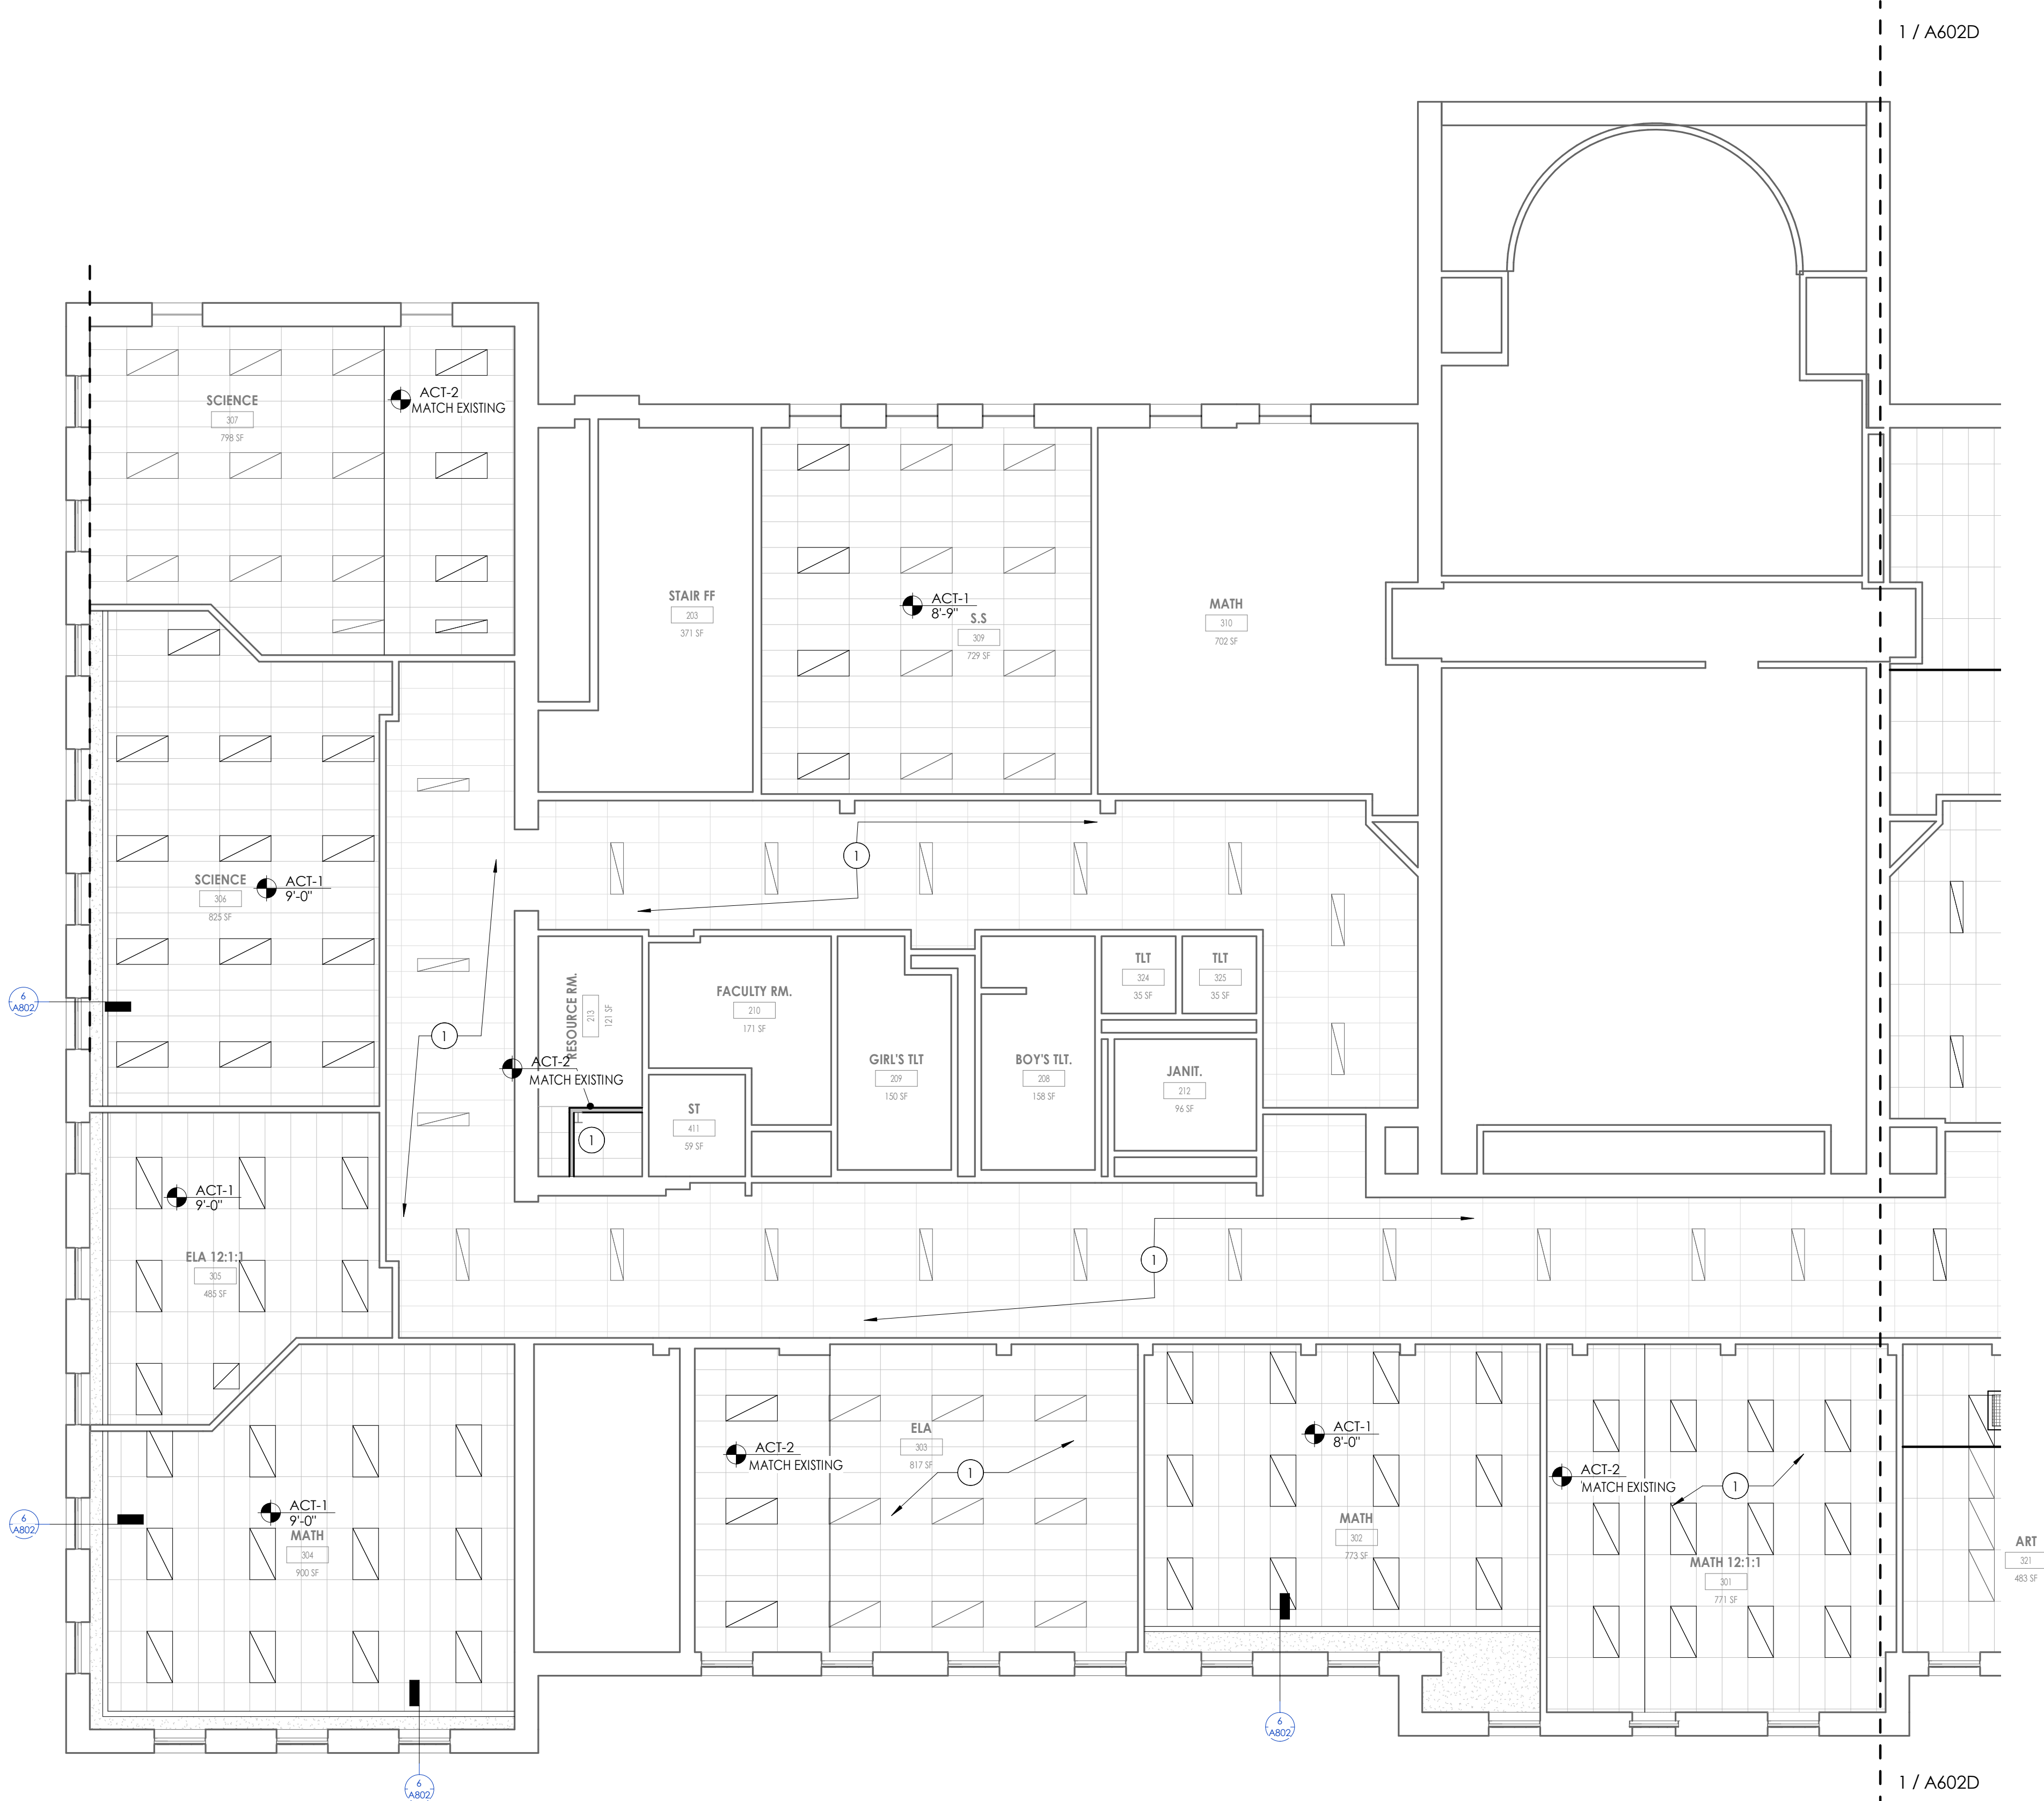 1 / A602D
SCIENCE
307
798 SF
ACT-2
MATCH EXISTING
STAIR FF
203
371 SF
ACT-1
8'-9"
S.S
309
729 SF
MATH
310
702 SF
1
SCIENCE
306
825 SF
ACT-1
9'-0"
6
A802
1
RESOURCE RM.
213
121 SF
ACT-2
MATCH EXISTING
1
FACULTY RM.
210
171 SF
ST
411
59 SF
GIRL'S TLT
209
150 SF
BOY'S TLT.
208
158 SF
TLT
324
35 SF
TLT
325
35 SF
JANIT.
212
96 SF
ACT-1
9'-0"
ELA 12:1:1
305
485 SF
1
ACT-1
9'-0"
MATH
304
900 SF
6
A802
6
A802
ACT-2
MATCH EXISTING
ELA
303
817 SF
1
ACT-1
8'-0"
MATH
302
773 SF
6
A802
ACT-2
MATCH EXISTING
1
MATH 12:1:1
301
771 SF
ART
321
483 SF
1 / A602D